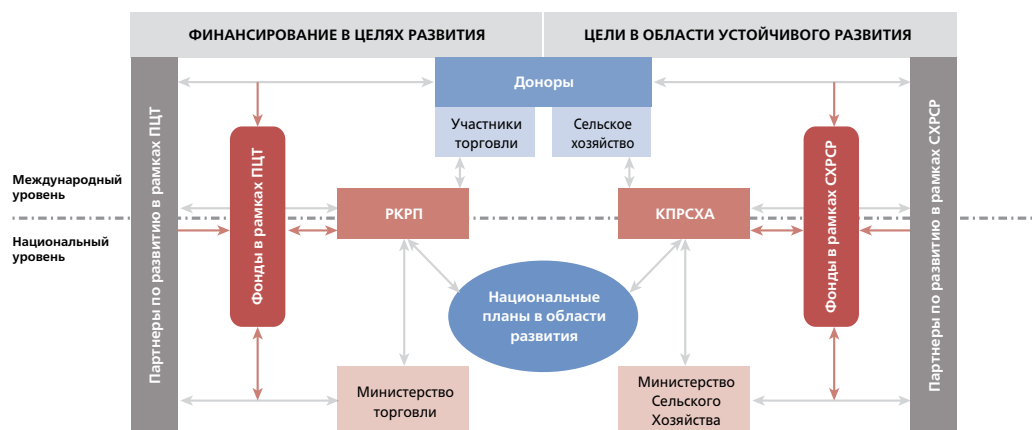 ФИНАНСИРОВАНИЕ В ЦЕЛЯХ РАЗВИТИЯ
ЦЕЛИ В ОБЛАСТИ УСТОЙЧИВОГО РАЗВИТИЯ
Партнеры по развитию в рамках ПЦТ
Доноры
Участники
торговли
Сельское
хозяйство
Фонды в рамках ПЦТ
Фонды в рамках СХРСР
Партнеры по развитию в рамках СХРСР
Международный
уровень
РКРП
КПРСХА
Национальный
уровень
Национальные
планы в области
развития
Министерство
торговли
Министерство
Сельского
Хозяйства